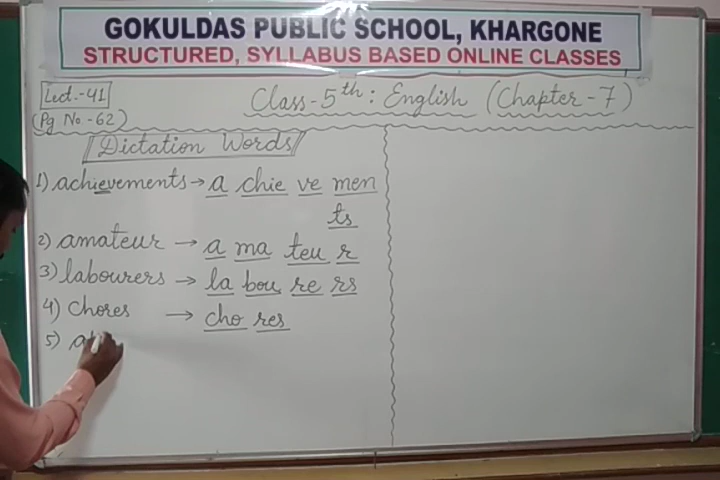 GOKULDAS PUBLIC SCHOOL, KHARGONE
STRUCTURED, SYLLABUS BASED ONLINE CLASSES
Lect.-41
(Pg No.-62)
Class-5th: English (Chapter-7)
Dictation Words
1) achievements → a chie ve men
ts
2) amateur → a ma teu r
3) labourers → la bou re rs
4) Chores → cho res
5)